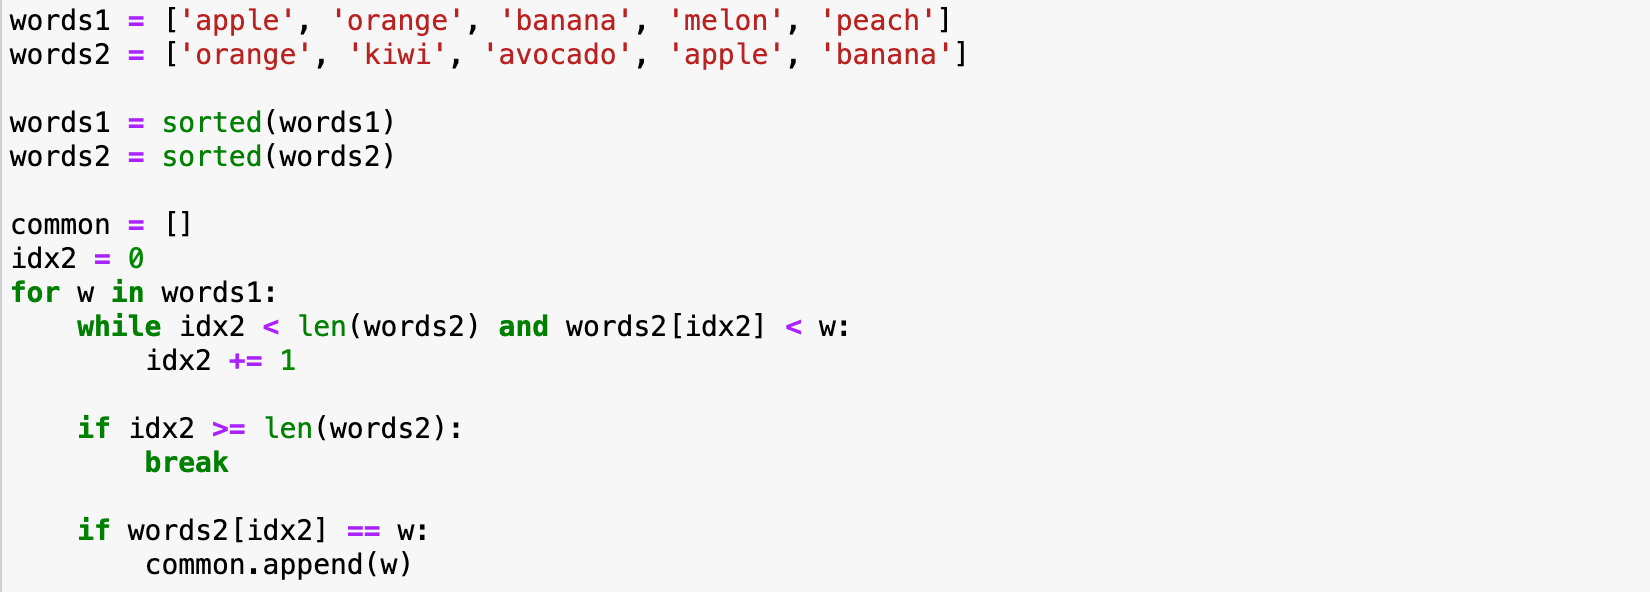 words1 = ['apple', 'orange', 'banana', 'melon', 'peach']
words2 = ['orange', 'kiwi', 'avocado', 'apple', 'banana']

words1 = sorted(words1)
words2 = sorted(words2)

common = []
idx2 = 0
for w in words1:
    while idx2 < len(words2) and words2[idx2] < w:
        idx2 += 1

    if idx2 >= len(words2):
        break

    if words2[idx2] == w:
        common.append(w)